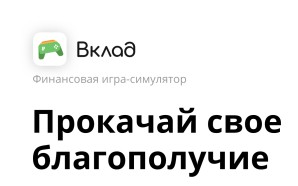 Вклад
Финансовая игра-симулятор
Прокачай свое
благополучие